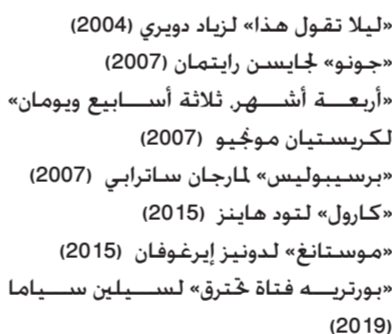 «ليلا تقول هذا» لزياد دويري (2004)
«جونو» لجايسن رايتمان (2007)
«أربعة أشهر، ثلاثة أسابيع ويومان»
لكريستيان مونجيو (2007)
«برسيبوليس» لمارجان ساترابي (2007)
«كارول» لتود هاينز (2015)
«موستانغ» لدونيز إيرغوفان (2015)
«بورتريه فتاة تحترق» لسيلين سياما
(2019)